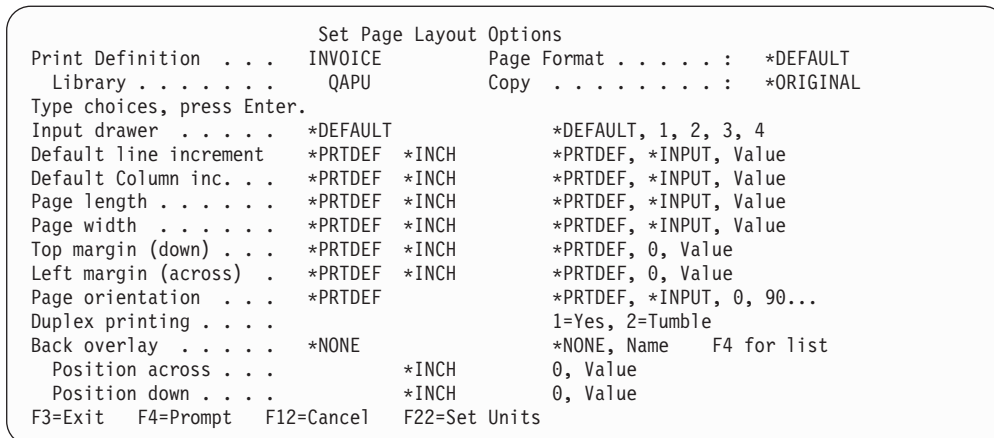 Set Page Layout Options
Print Definition . . . INVOICE Page Format . . . . . : *DEFAULT
Library . . . . . . . QAPU Copy . . . . . . . . : *ORIGINAL
Type choices, press Enter.
Input drawer . . . . . *DEFAULT *DEFAULT, 1, 2, 3, 4
Default line increment *PRTDEF *INCH *PRTDEF, *INPUT, Value
Default Column inc. . . *PRTDEF *INCH *PRTDEF, *INPUT, Value
Page length . . . . . . *PRTDEF *INCH *PRTDEF, *INPUT, Value
Page width . . . . . . *PRTDEF *INCH *PRTDEF, *INPUT, Value
Top margin (down) . . . *PRTDEF *INCH *PRTDEF, 0, Value
Left margin (across) . *PRTDEF *INCH *PRTDEF, 0, Value
Page orientation . . . *PRTDEF *PRTDEF, *INPUT, 0, 90...
Duplex printing . . . . 1=Yes, 2=Tumble
Back overlay . . . . . *NONE *NONE, Name F4 for list
Position across . . . *INCH 0, Value
Position down . . . . *INCH 0, Value
F3=Exit F4=Prompt F12=Cancel F22=Set Units